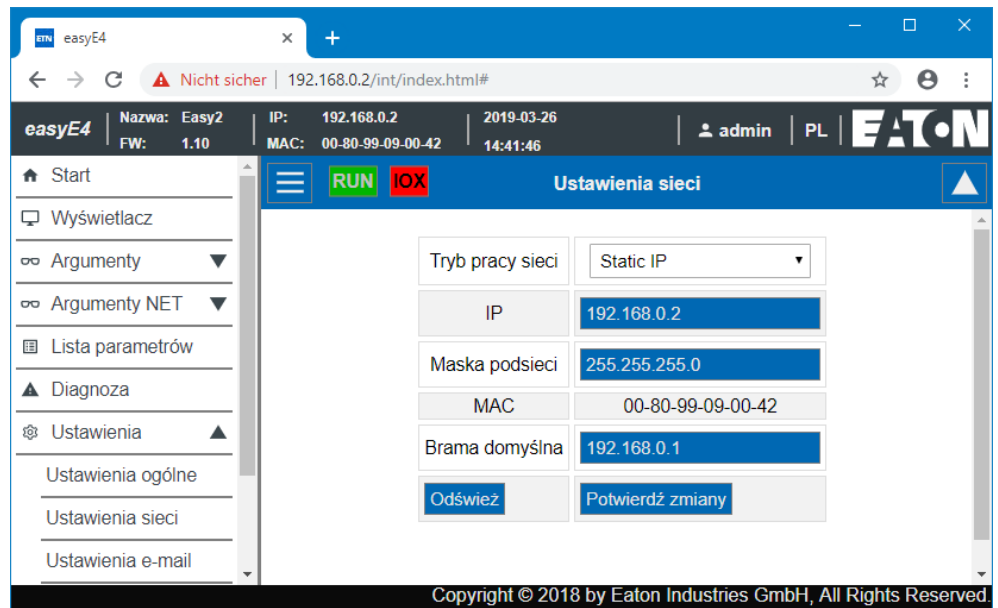 ETN easyE4
Nicht sicher | 192.168.0.2/int/index.html#
easyE4 Nazwa: Easy2 IP: 192.168.0.2 2019-03-26 admin PL EATON
FW: 1.10 MAC: 00-80-99-09-00-42 14:41:46
Start
Wyświetlacz
Argumenty
Argumenty NET
Lista parametrów
Diagnoza
Ustawienia
Ustawienia ogólne
Ustawienia sieci
Ustawienia e-mail
RUN IOX Ustawienia sieci
Tryb pracy sieci Static IP
IP 192.168.0.2
Maska podsieci 255.255.255.0
MAC 00-80-99-09-00-42
Brama domyślna 192.168.0.1
Odśwież Potwierdź zmiany
Copyright © 2018 by Eaton Industries GmbH, All Rights Reserved.